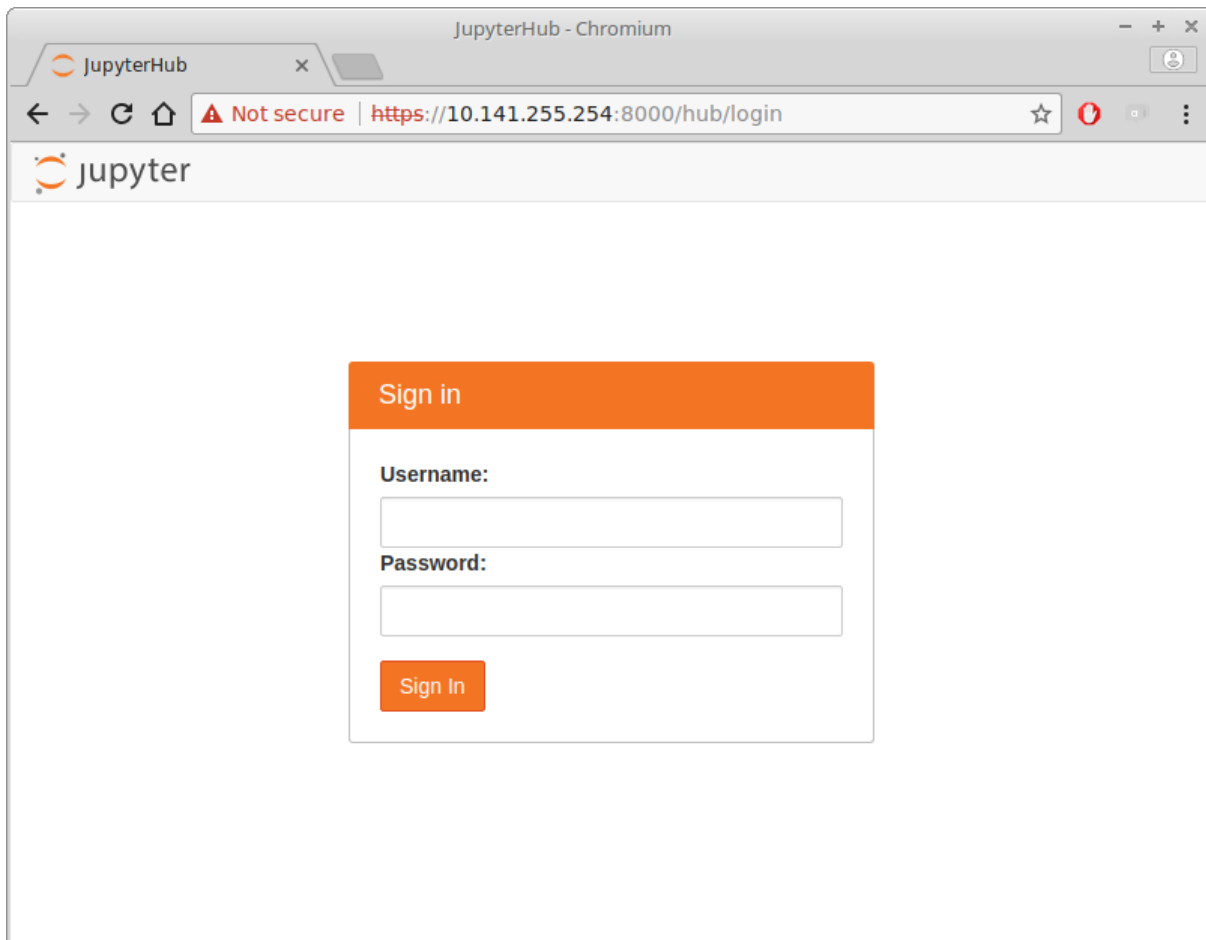 JupyterHub - Chromium
JupyterHub
Not secure https://10.141.255.254:8000/hub/login
jupyter
Sign in
Username:
Password:
Sign In